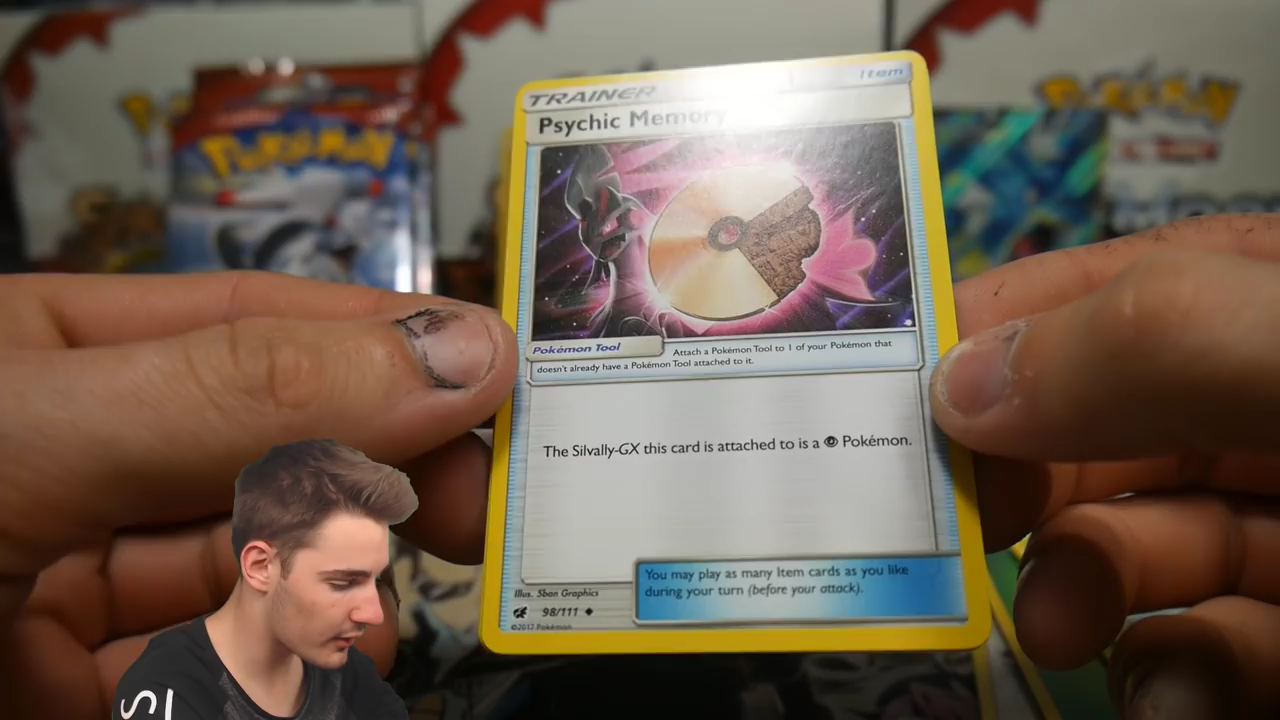 Item
TRAINER
Psychic Memory
POKéMON
Pokémon Tool
Attach a Pokémon Tool to 1 of your Pokémon that
doesn't already have a Pokémon Tool attached to it.
The Silvally-GX this card is attached to is a Pokémon.
You may play as many Item cards as you like
during your turn (before your attack).
Illus. 5ban Graphics
98/111
©2017 Pokémon